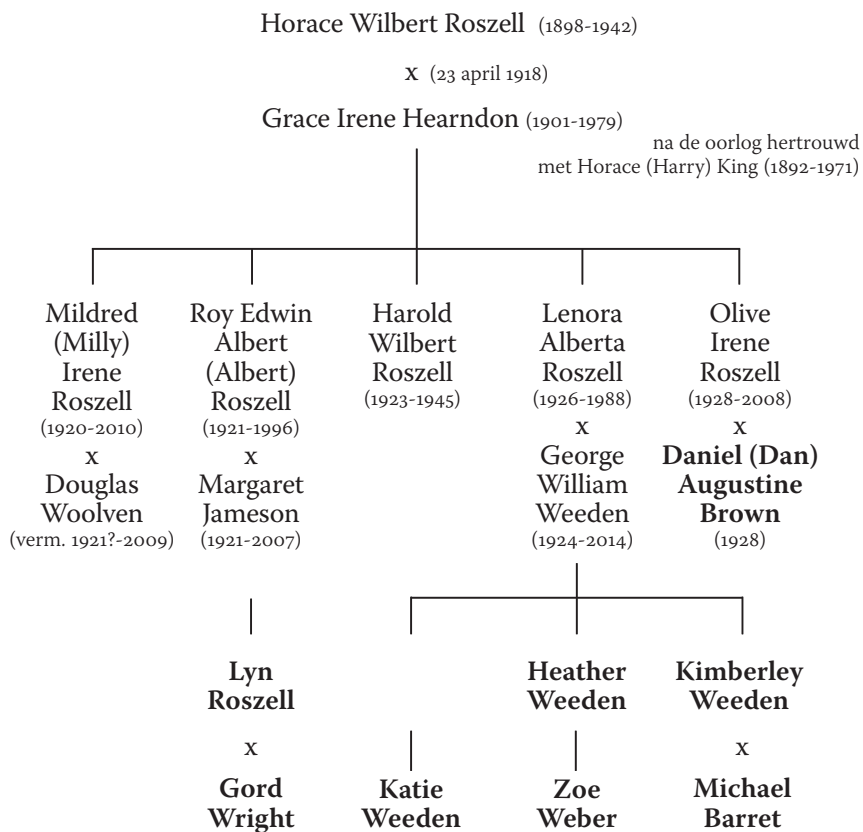 Horace Wilbert Roszell (1898-1942)
x (23 april 1918)
Grace Irene Hearndon (1901-1979)
na de oorlog hertrouwd
met Horace (Harry) King (1892-1971)
Mildred
(Milly)
Irene
Roszell
(1920-2010)
x
Douglas
Woolven
(verm. 1921?-2009)
Roy Edwin
Albert
(Albert)
Roszell
(1921-1996)
x
Margaret
Jameson
(1921-2007)
Harold
Wilbert
Roszell
(1923-1945)
Lenora
Alberta
Roszell
(1926-1988)
x
George
William
Weeden
(1924-2014)
Olive
Irene
Roszell
(1928-2008)
x
Daniel (Dan)
Augustine
Brown
(1928)
Lyn
Roszell
x
Gord
Wright
Katie
Weeden
Heather
Weeden
Zoe
Weber
Kimberley
Weeden
x
Michael
Barret